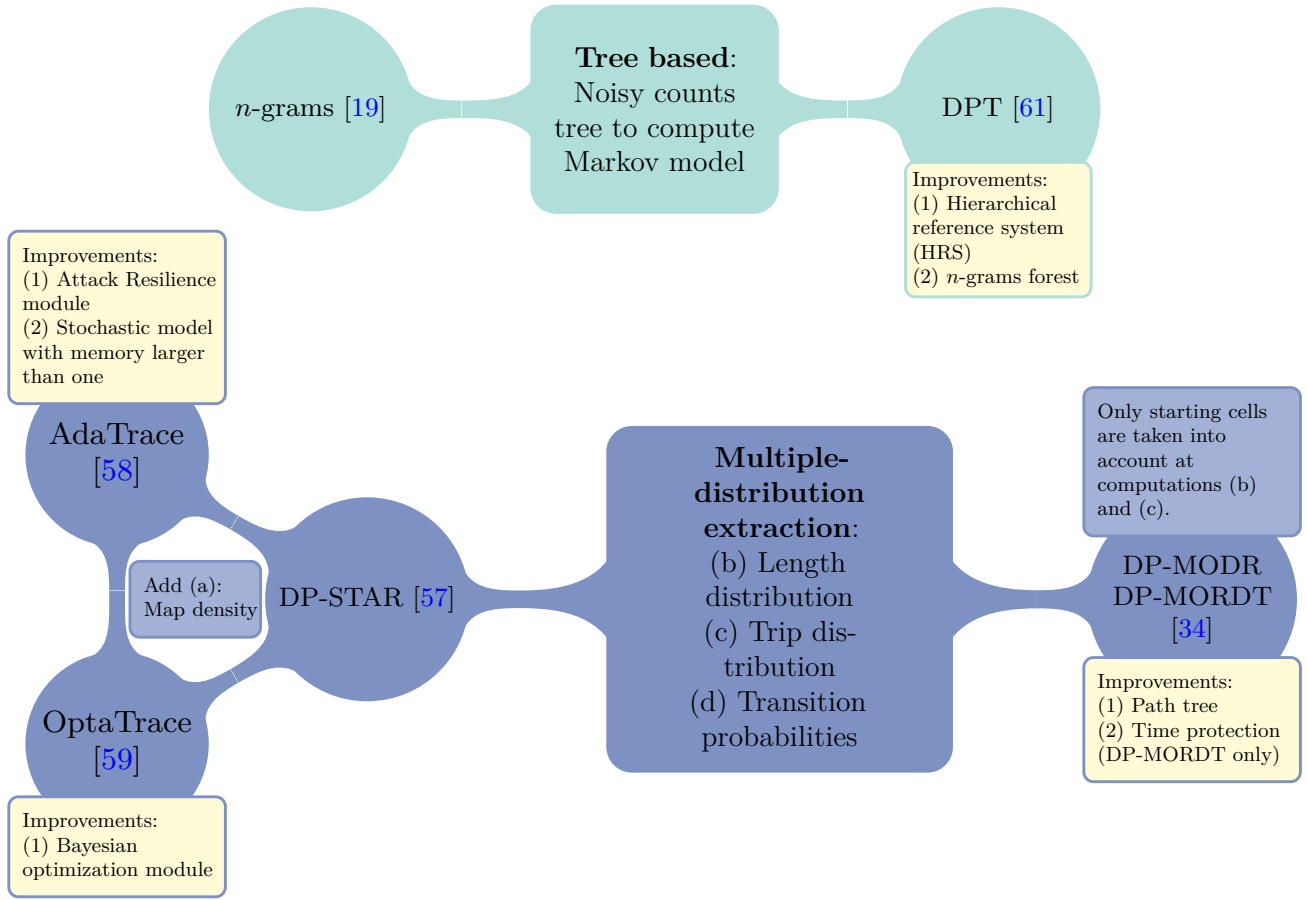 n-grams [19]
Tree based:
Noisy counts
tree to compute
Markov model
DPT [61]
Improvements:
(1) Hierarchical
reference system
(HRS)
(2) n-grams forest
Improvements:
(1) Attack Resilience
module
(2) Stochastic model
with memory larger
than one
AdaTrace
[58]
Add (a):
Map density
DP-STAR [57]
OptaTrace
[59]
Improvements:
(1) Bayesian
optimization module
Multiple-
distribution
extraction:
(b) Length
distribution
(c) Trip dis-
tribution
(d) Transition
probabilities
Only starting cells
are taken into
account at
computations (b)
and (c).
DP-MODR
DP-MORDT
[34]
Improvements:
(1) Path tree
(2) Time protection
(DP-MORDT only)